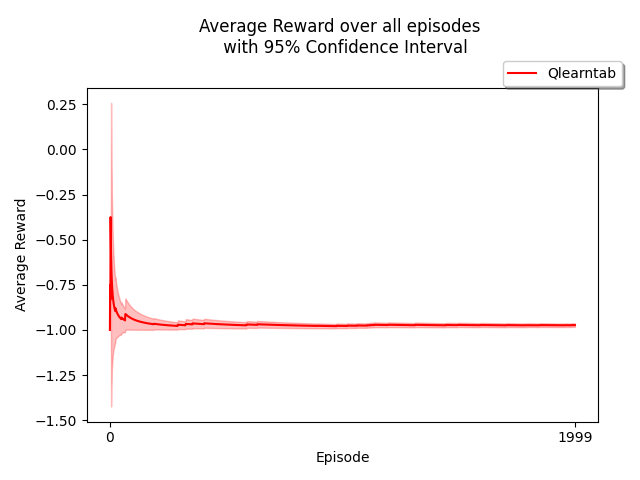 Average Reward over all episodes
with 95% Confidence Interval
Qlearntab
0.25
0.00
−0.25
−0.50
−0.75
−1.00
−1.25
−1.50
Average Reward
0
1999
Episode